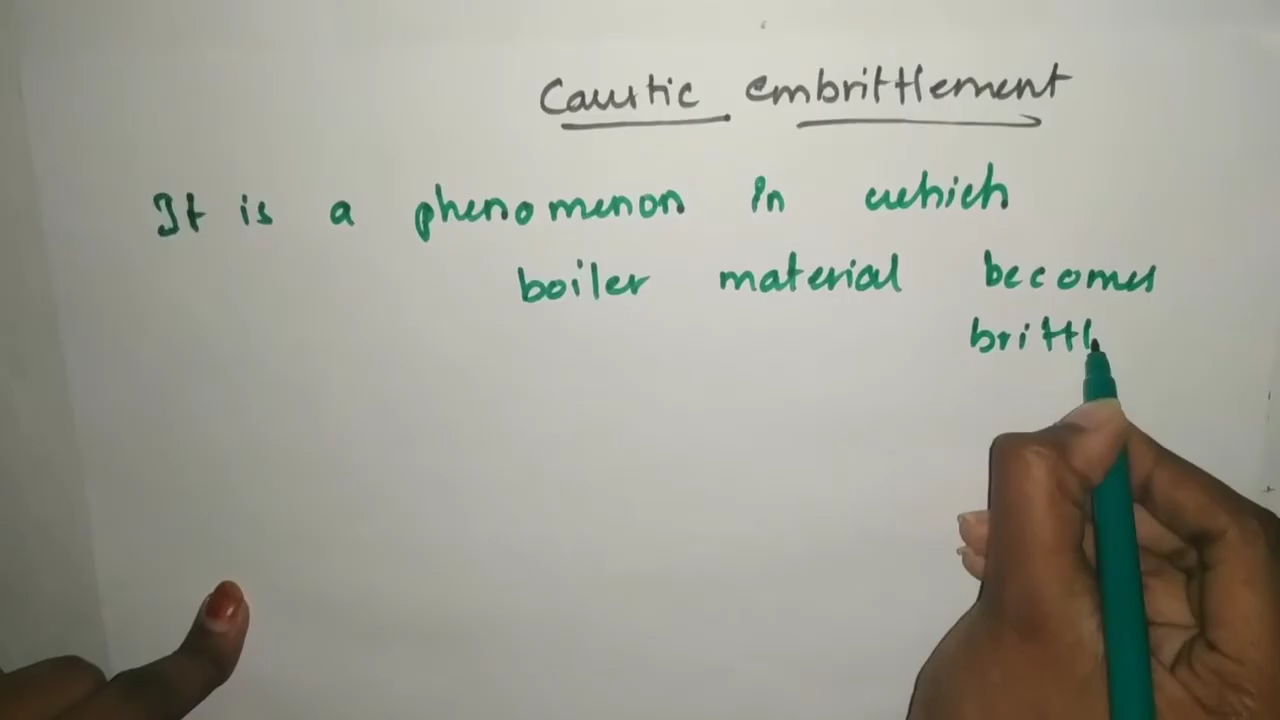 Caustic embrittlement
It is a phenomenon in which
boiler material becomes
brittl